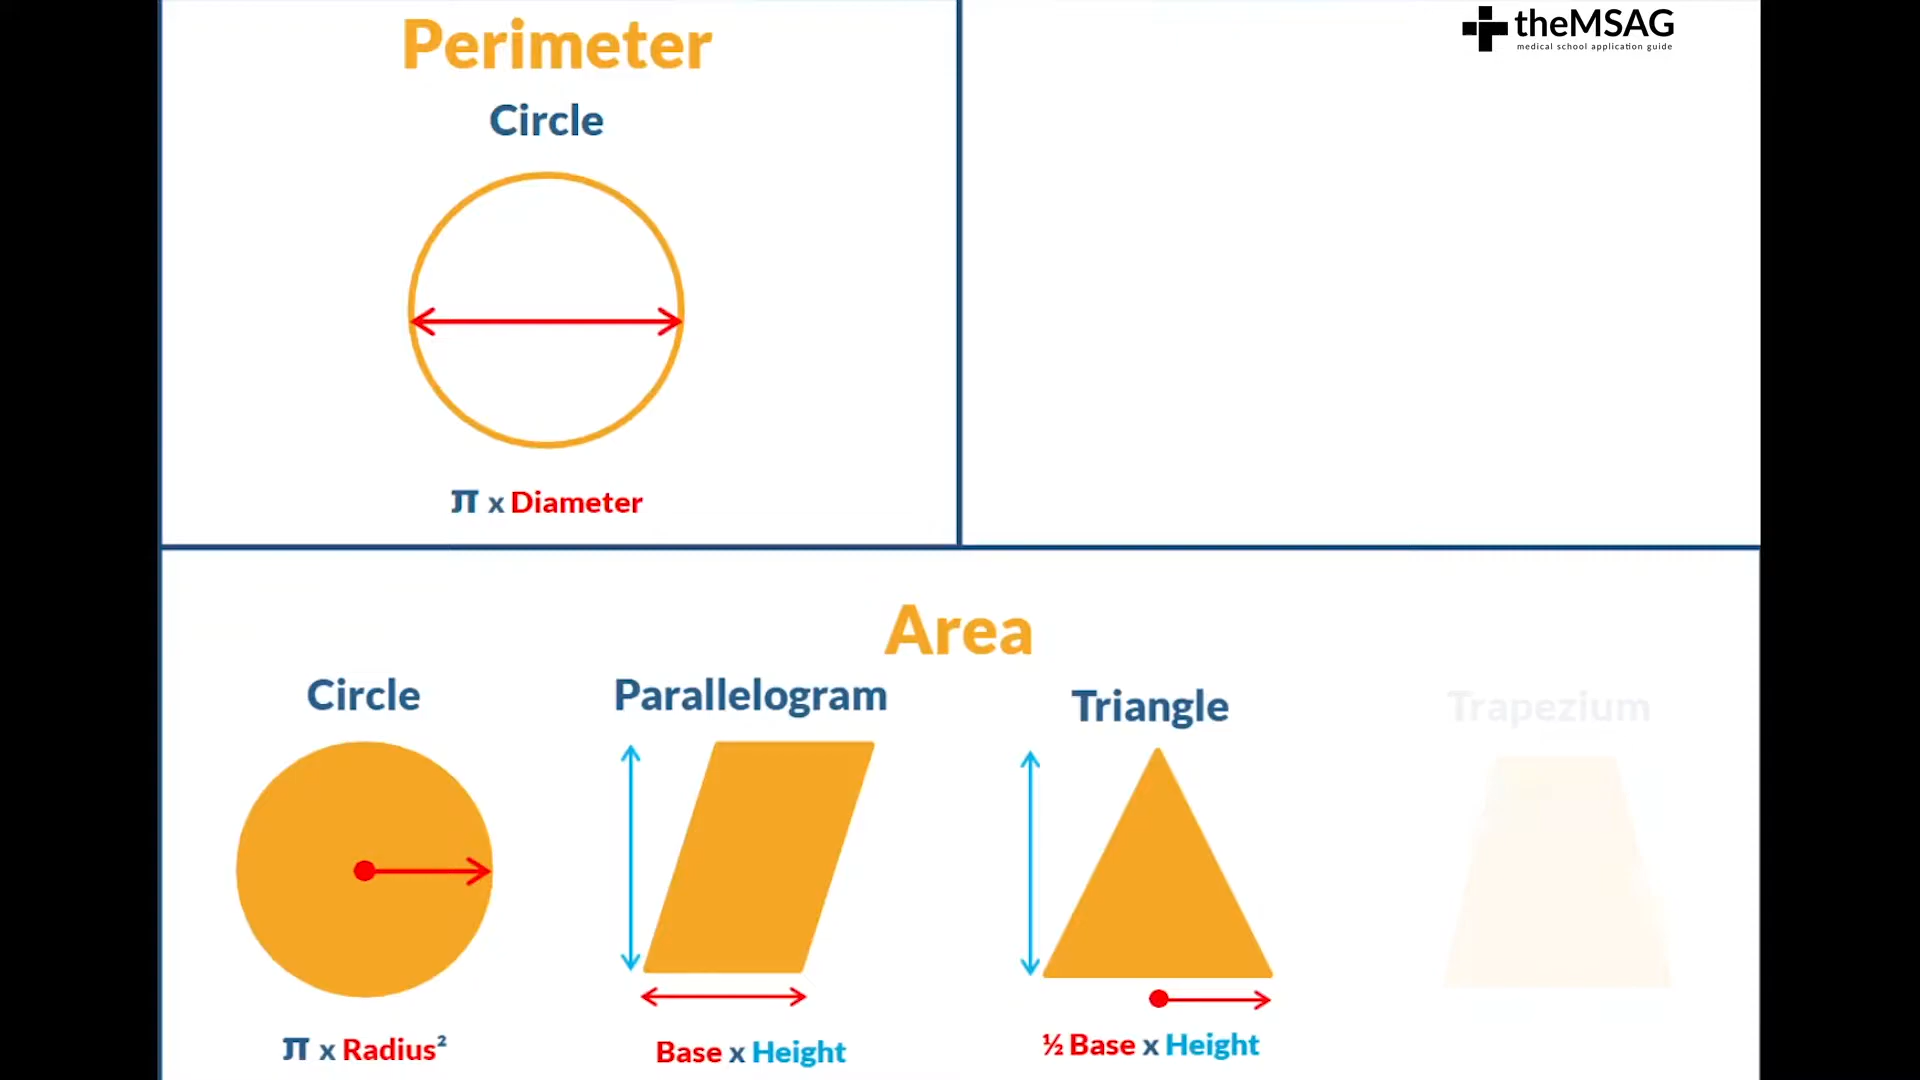 Perimeter
theMSAG
medical school application guide
Circle
π x Diameter
Area
Circle
Parallelogram
Triangle
Trapezium
π x Radius²
Base x Height
½ Base x Height